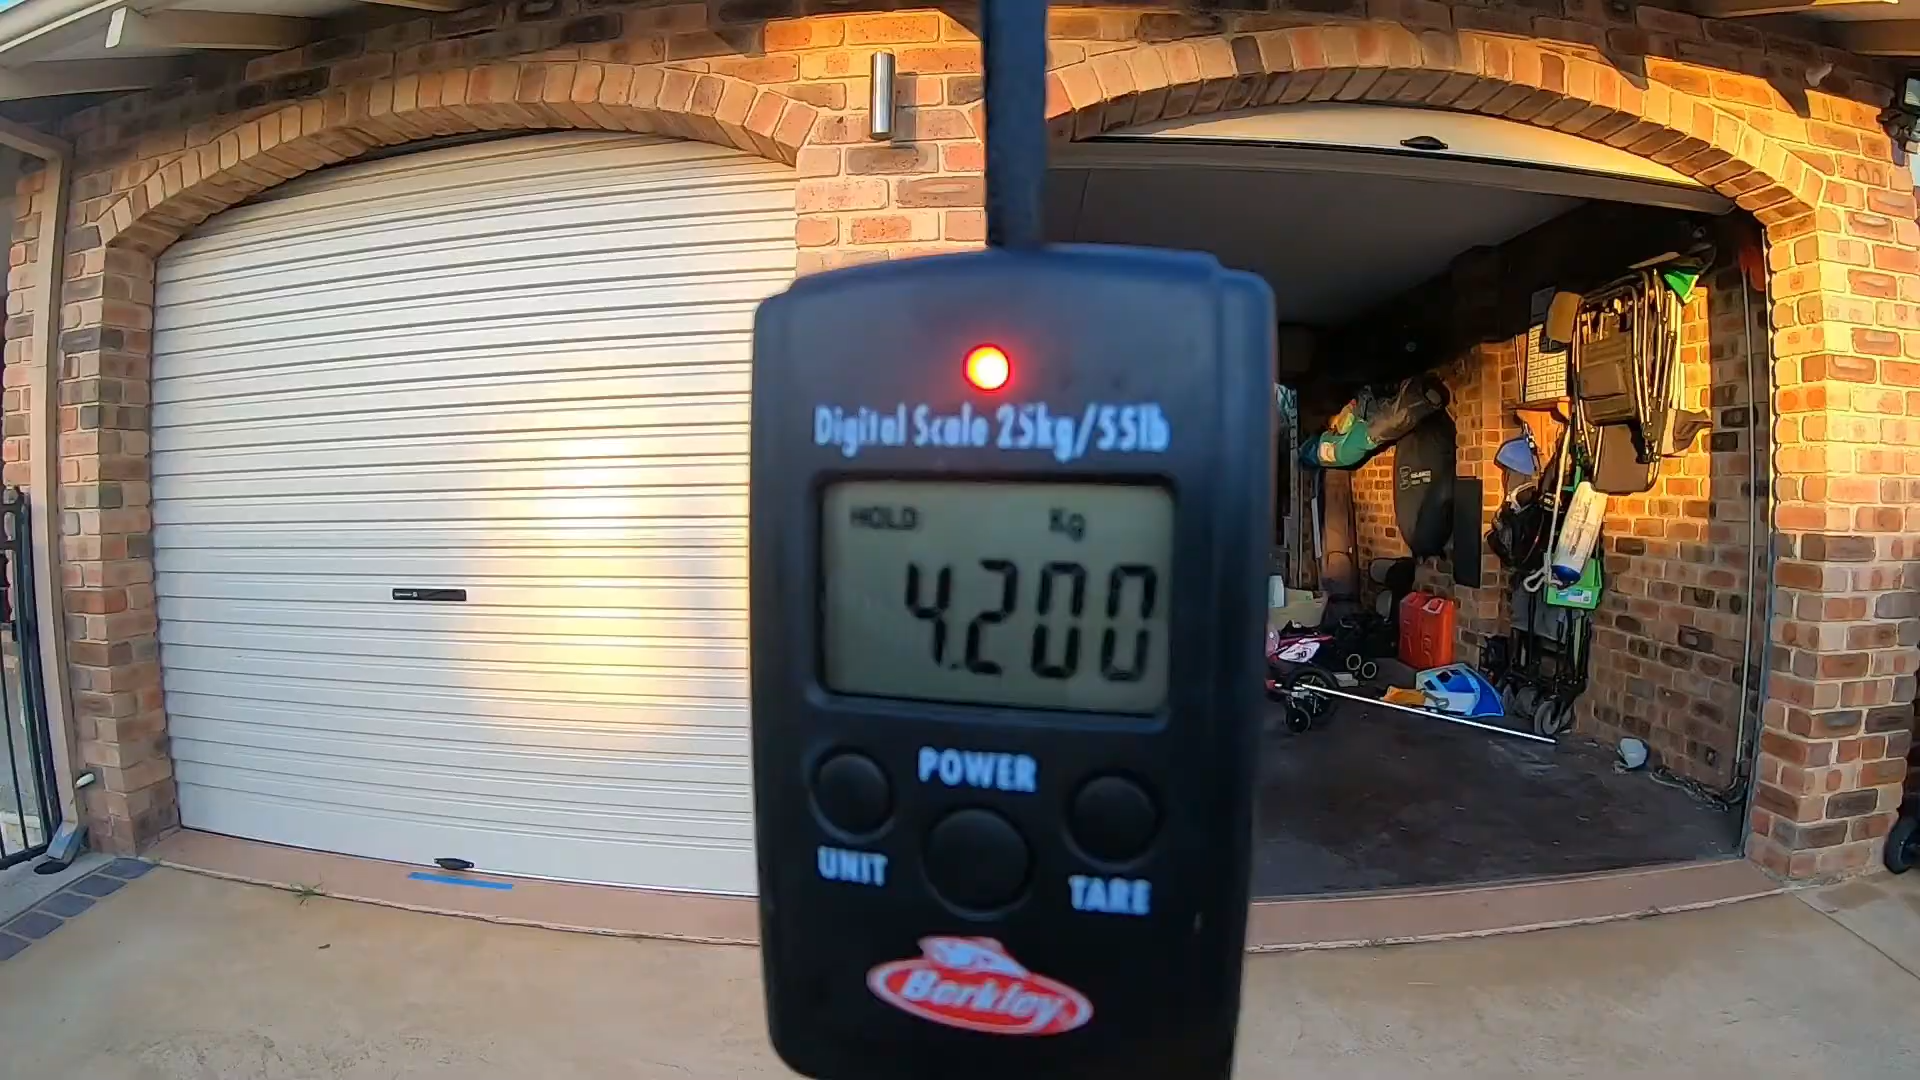 Digital Scale 25kg/55lb
HOLD Kg
4.200
POWER
UNIT
TARE
Berkley